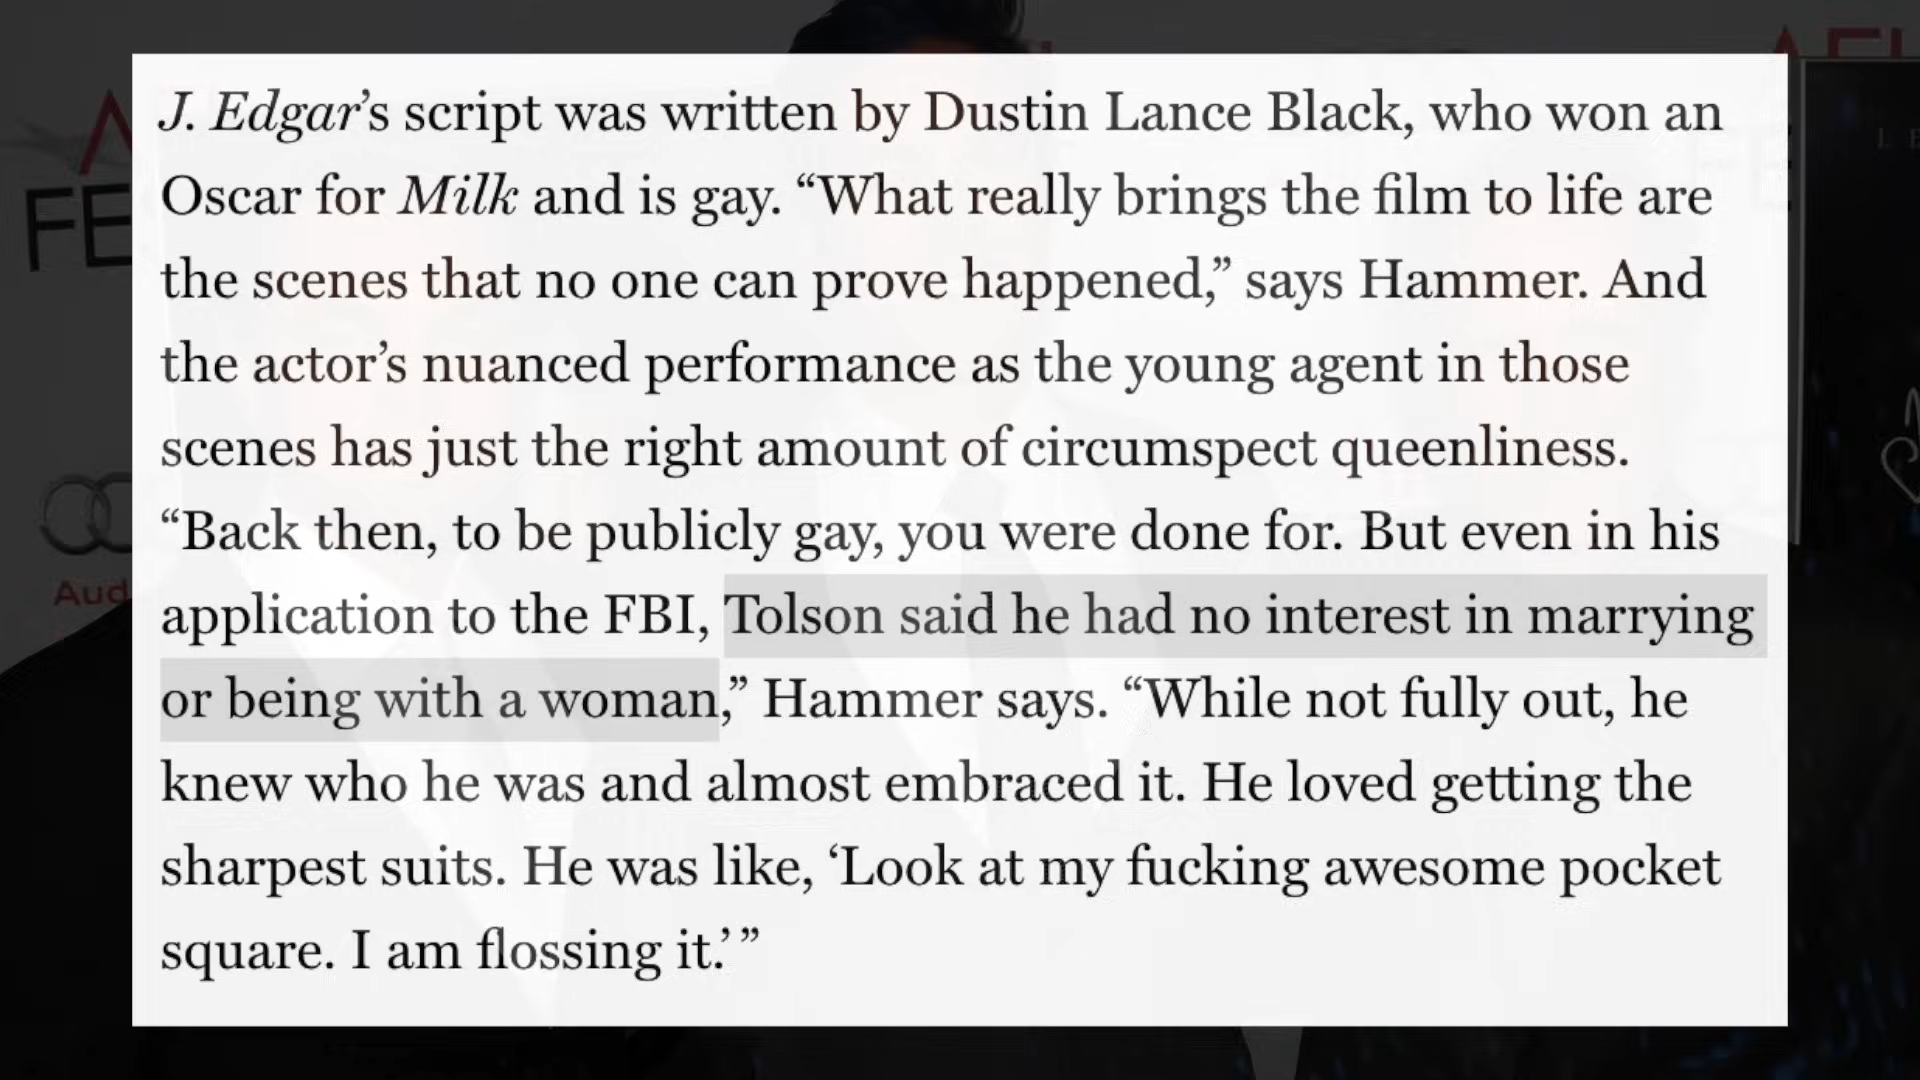 J. Edgar’s script was written by Dustin Lance Black, who won an
Oscar for Milk and is gay. “What really brings the film to life are
the scenes that no one can prove happened,” says Hammer. And
the actor’s nuanced performance as the young agent in those
scenes has just the right amount of circumspect queenliness.
“Back then, to be publicly gay, you were done for. But even in his
application to the FBI, Tolson said he had no interest in marrying
or being with a woman,” Hammer says. “While not fully out, he
knew who he was and almost embraced it. He loved getting the
sharpest suits. He was like, ‘Look at my fucking awesome pocket
square. I am flossing it.’ ”